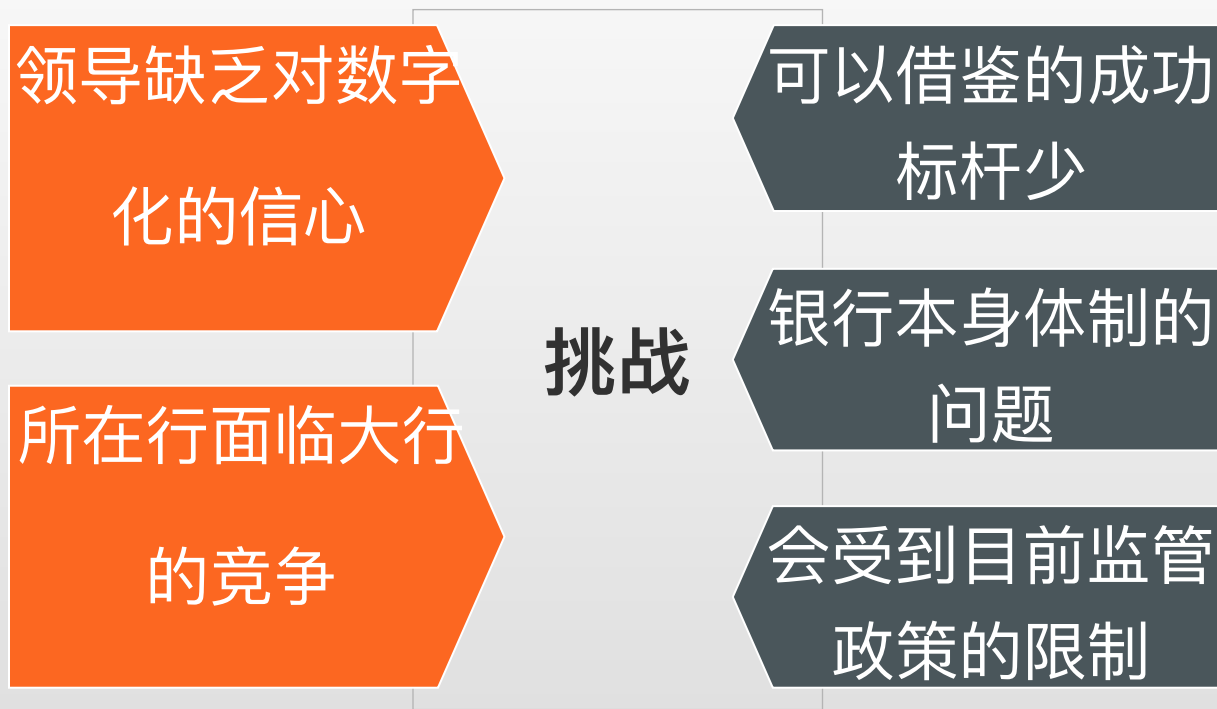 领导缺乏对数字
化的信心
所在行面临大行
的竞争
挑战
可以借鉴的成功
标杆少
银行本身体制的
问题
会受到目前监管
政策的限制